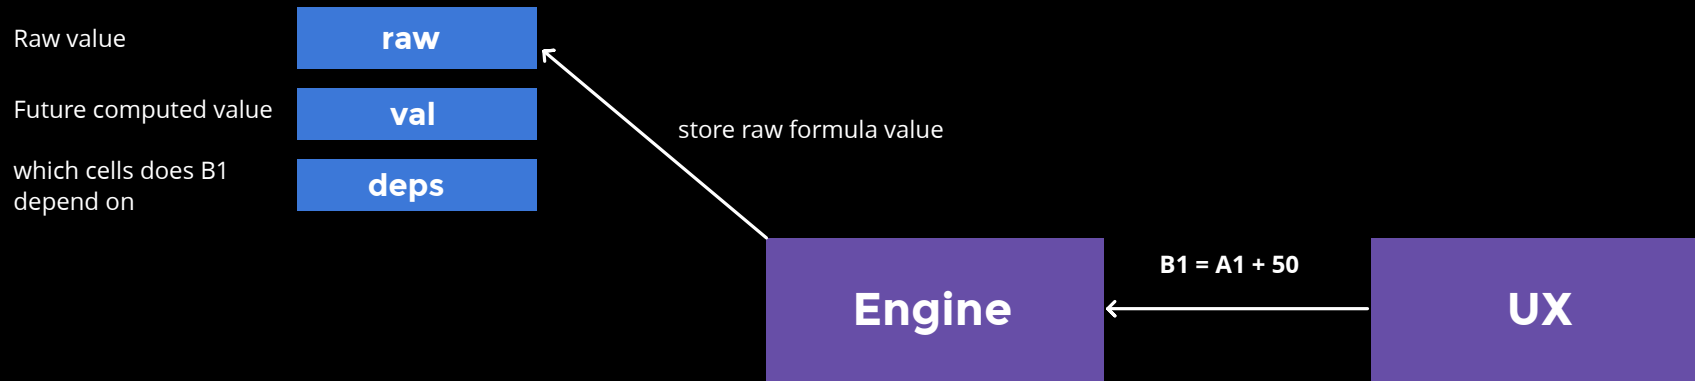 Raw value
raw
Future computed value
val
which cells does B1
depend on
deps
store raw formula value
Engine
B1 = A1 + 50
UX